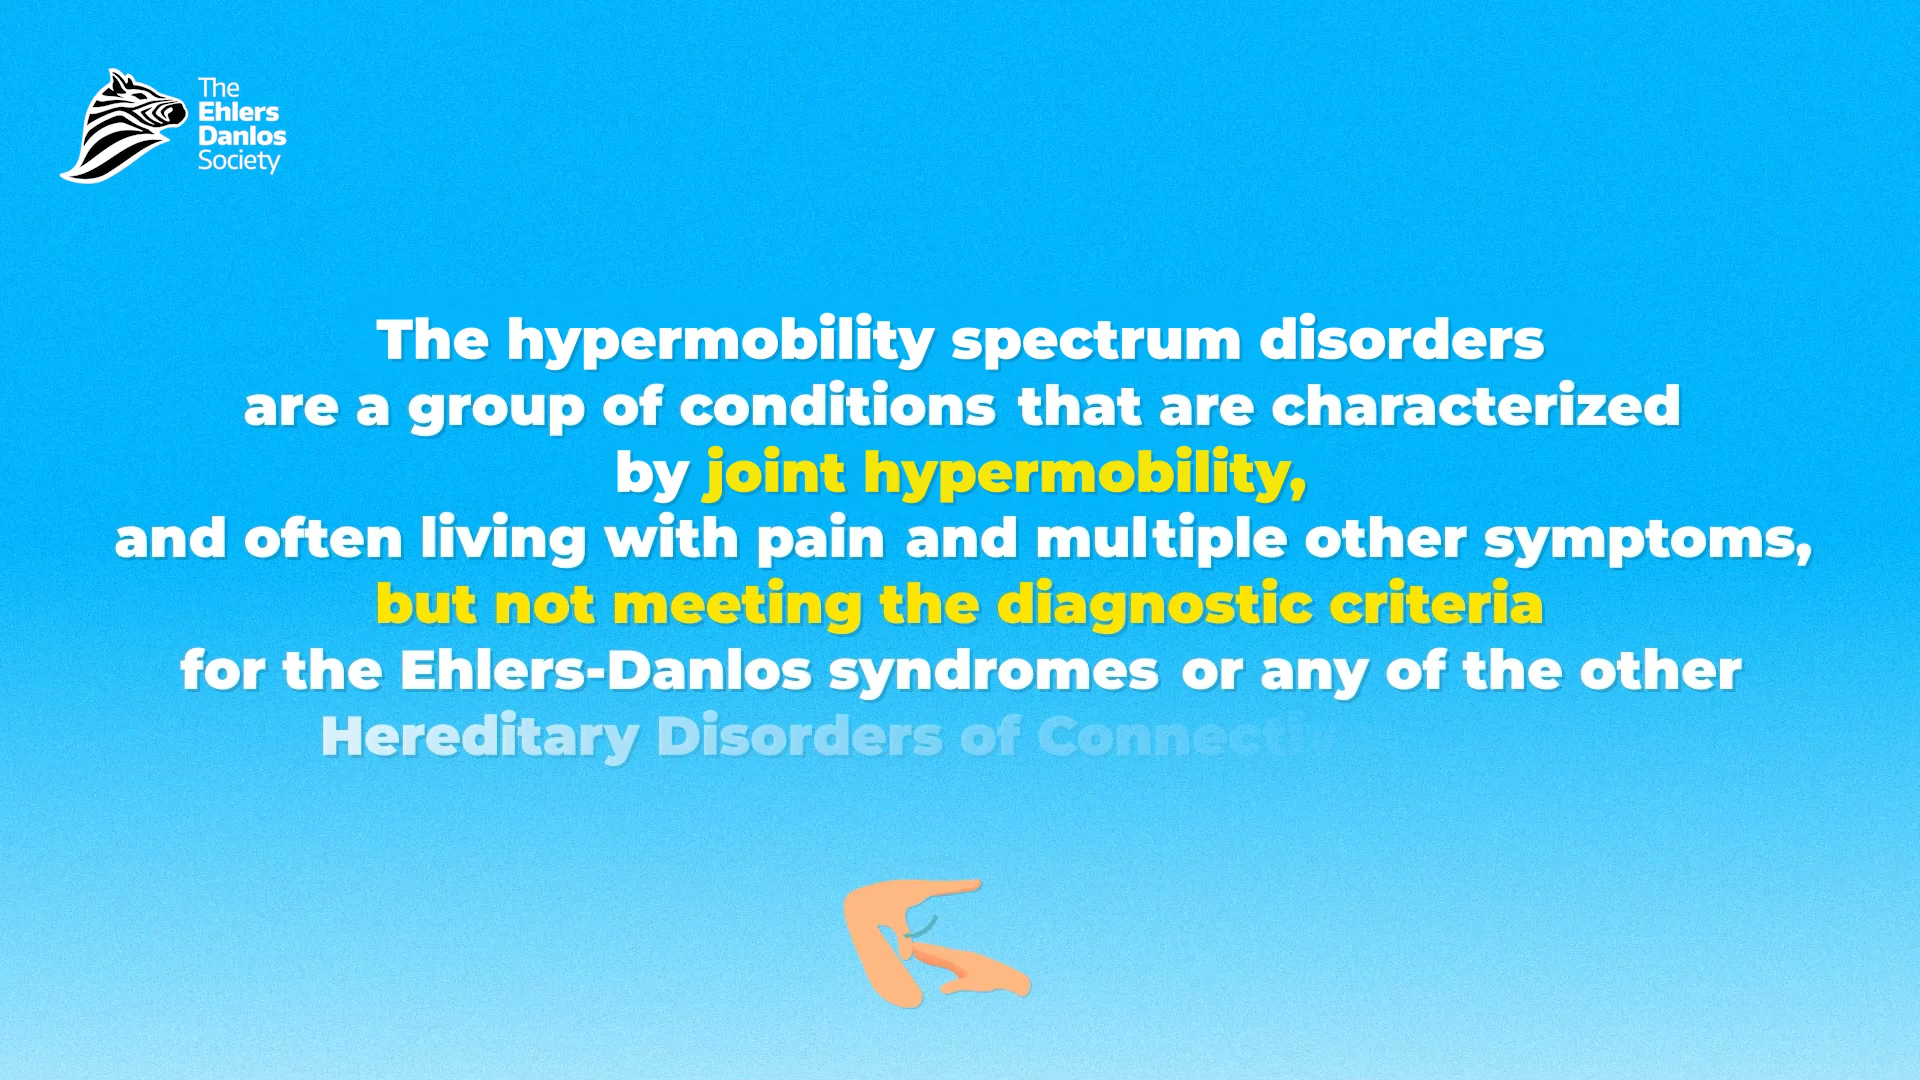 The
Ehlers
Danlos
Society
The hypermobility spectrum disorders
are a group of conditions that are characterized
by joint hypermobility,
and often living with pain and multiple other symptoms,
but not meeting the diagnostic criteria
for the Ehlers-Danlos syndromes or any of the other
Hereditary Disorders of Connectiv